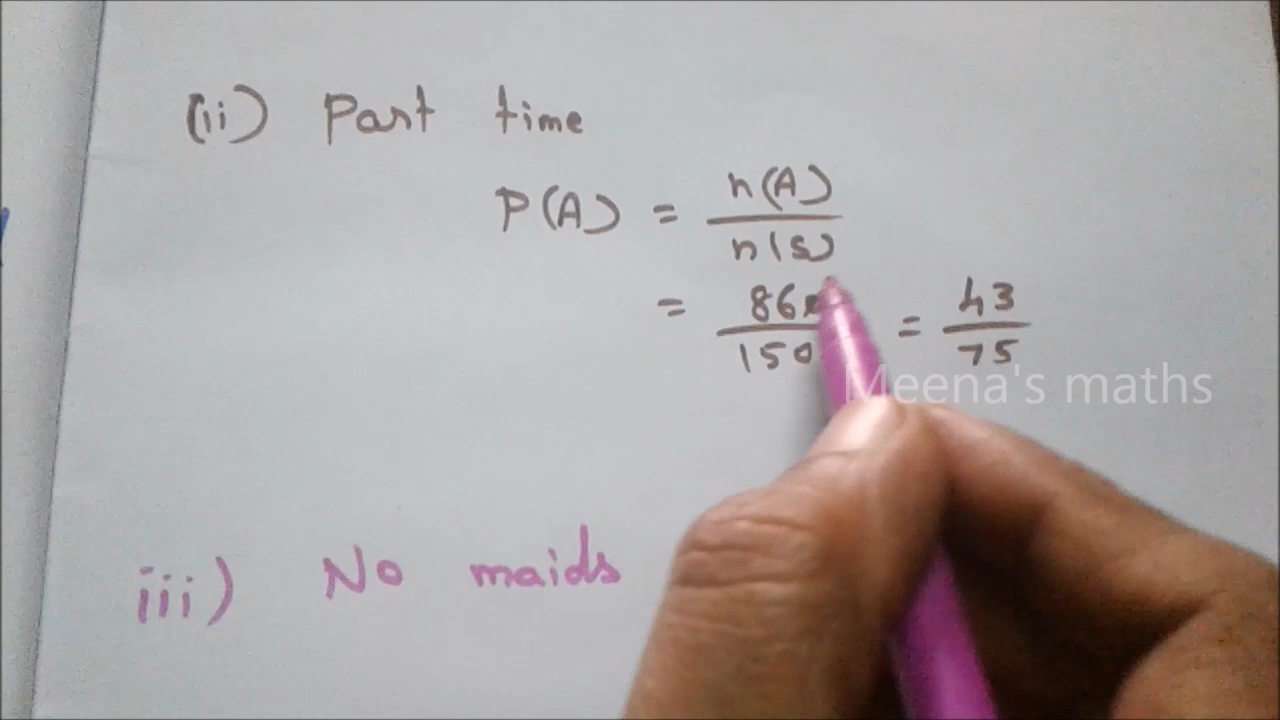 (ii) Part time
P(A) = n(A)/n(S)
= 86/150 = 43/75
Meena's maths
iii) No maids